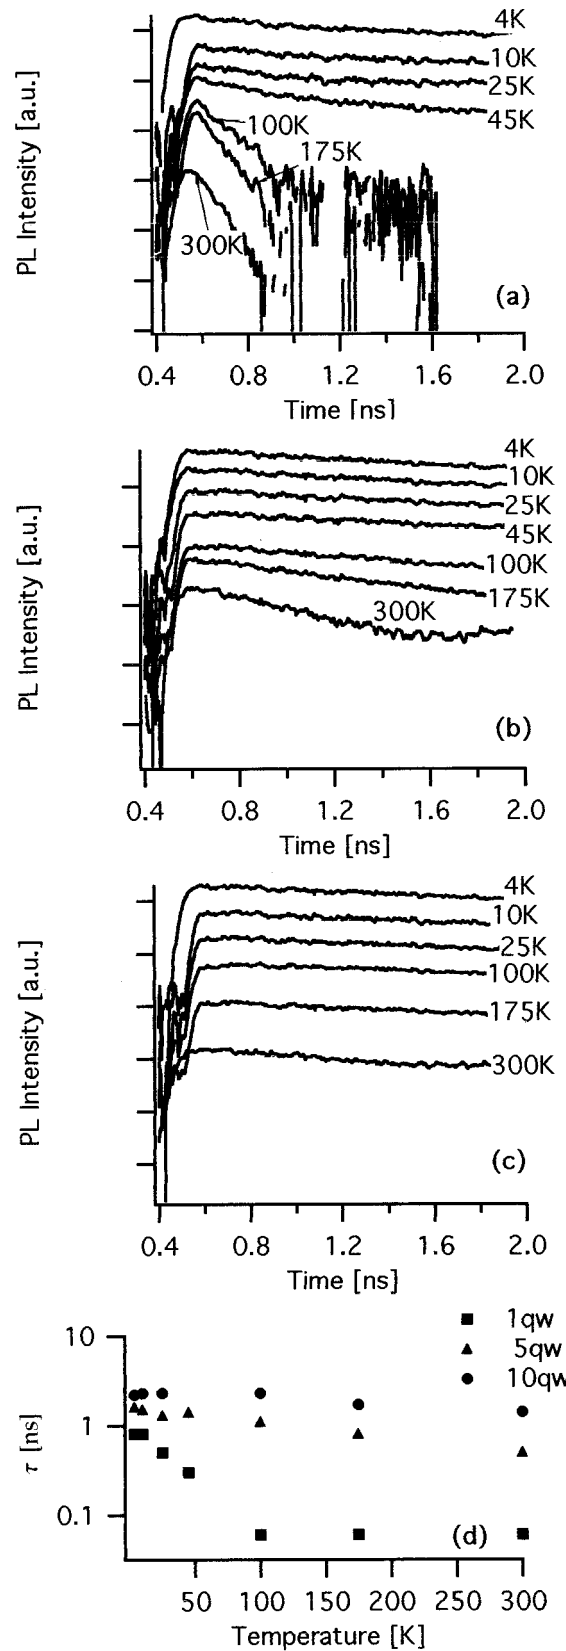 4K
10K
25K
45K
100K
175K
300K
PL Intensity [a.u.]
(a)
0.4 0.8 1.2 1.6 2.0
Time [ns]
4K
10K
25K
45K
100K
175K
300K
PL Intensity [a.u.]
(b)
0.4 0.8 1.2 1.6 2.0
Time [ns]
4K
10K
25K
100K
175K
300K
PL Intensity [a.u.]
(c)
0.4 0.8 1.2 1.6 2.0
Time [ns]
1qw
5qw
10qw
10
1
0.1
τ [ns]
(d)
50 100 150 200 250 300
Temperature [K]